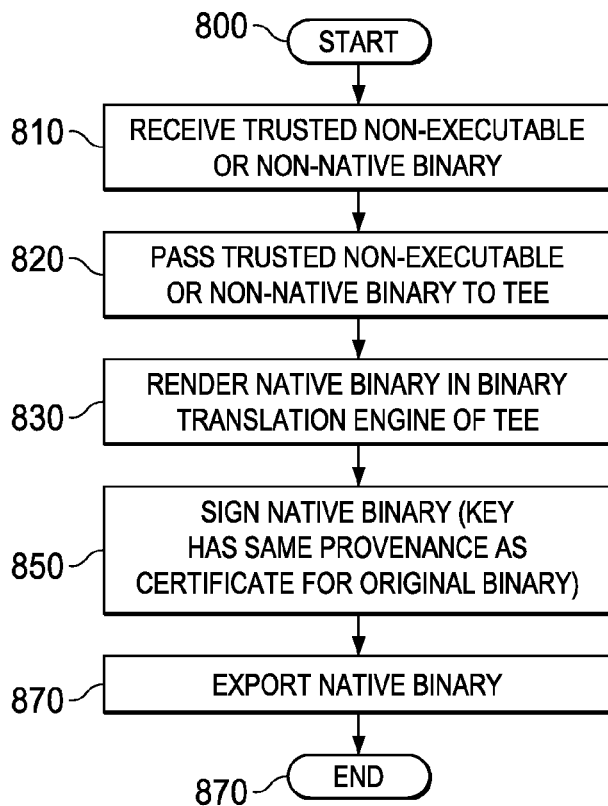 800 START
810 RECEIVE TRUSTED NON-EXECUTABLE
OR NON-NATIVE BINARY
820 PASS TRUSTED NON-EXECUTABLE
OR NON-NATIVE BINARY TO TEE
830 RENDER NATIVE BINARY IN BINARY
TRANSLATION ENGINE OF TEE
850 SIGN NATIVE BINARY (KEY
HAS SAME PROVENANCE AS
CERTIFICATE FOR ORIGINAL BINARY)
870 EXPORT NATIVE BINARY
870 END